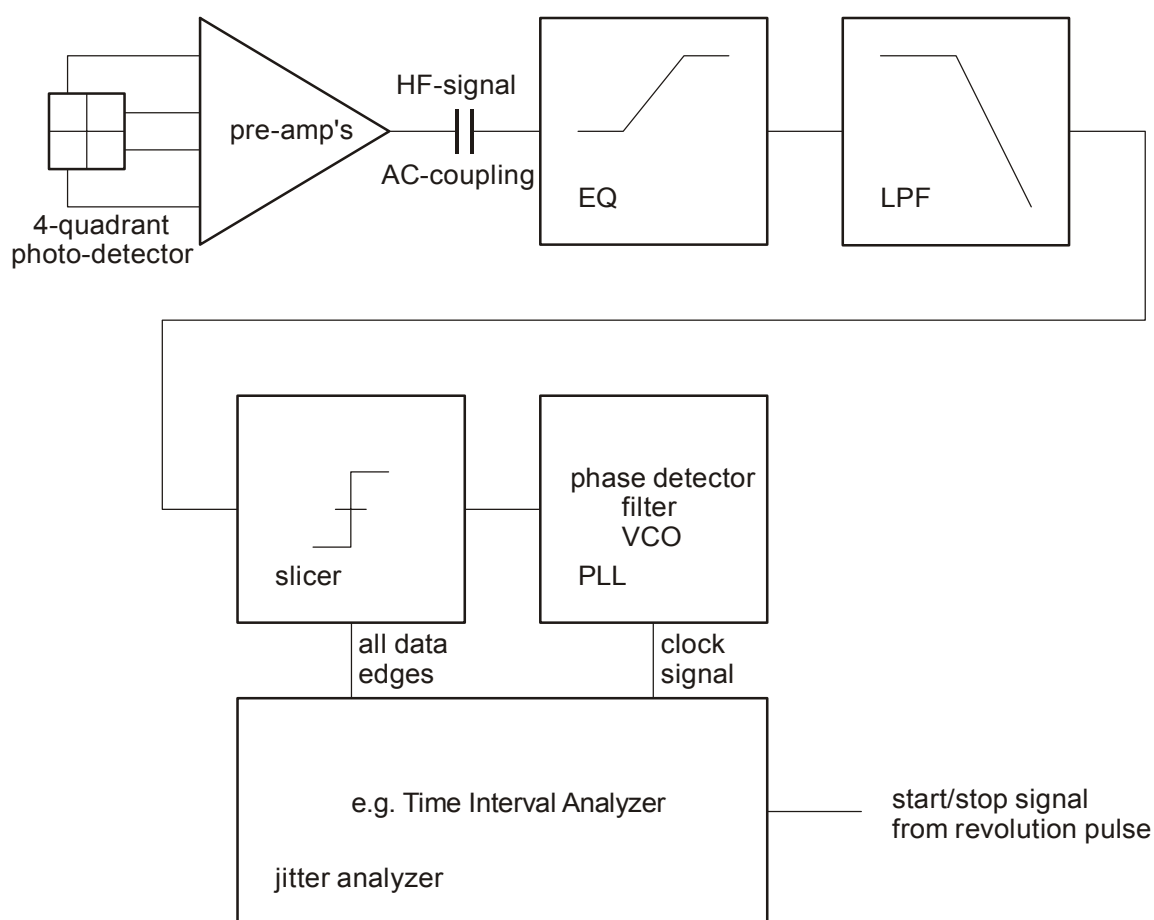 HF-signal
pre-amp's
AC-coupling
4-quadrant
photo-detector
EQ
LPF
phase detector
filter
VCO
slicer
PLL
all data
edges
clock
signal
e.g. Time Interval Analyzer
start/stop signal
from revolution pulse
jitter analyzer